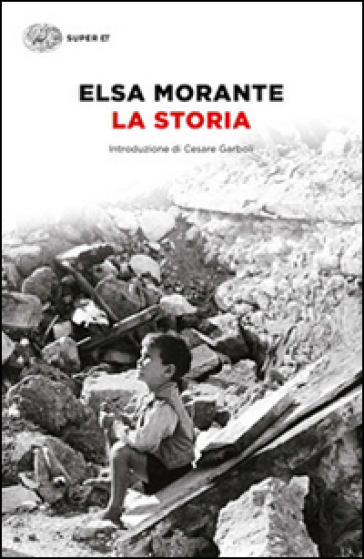 SUPER ET
ELSA MORANTE
LA STORIA
Introduzione di Cesare Garboli